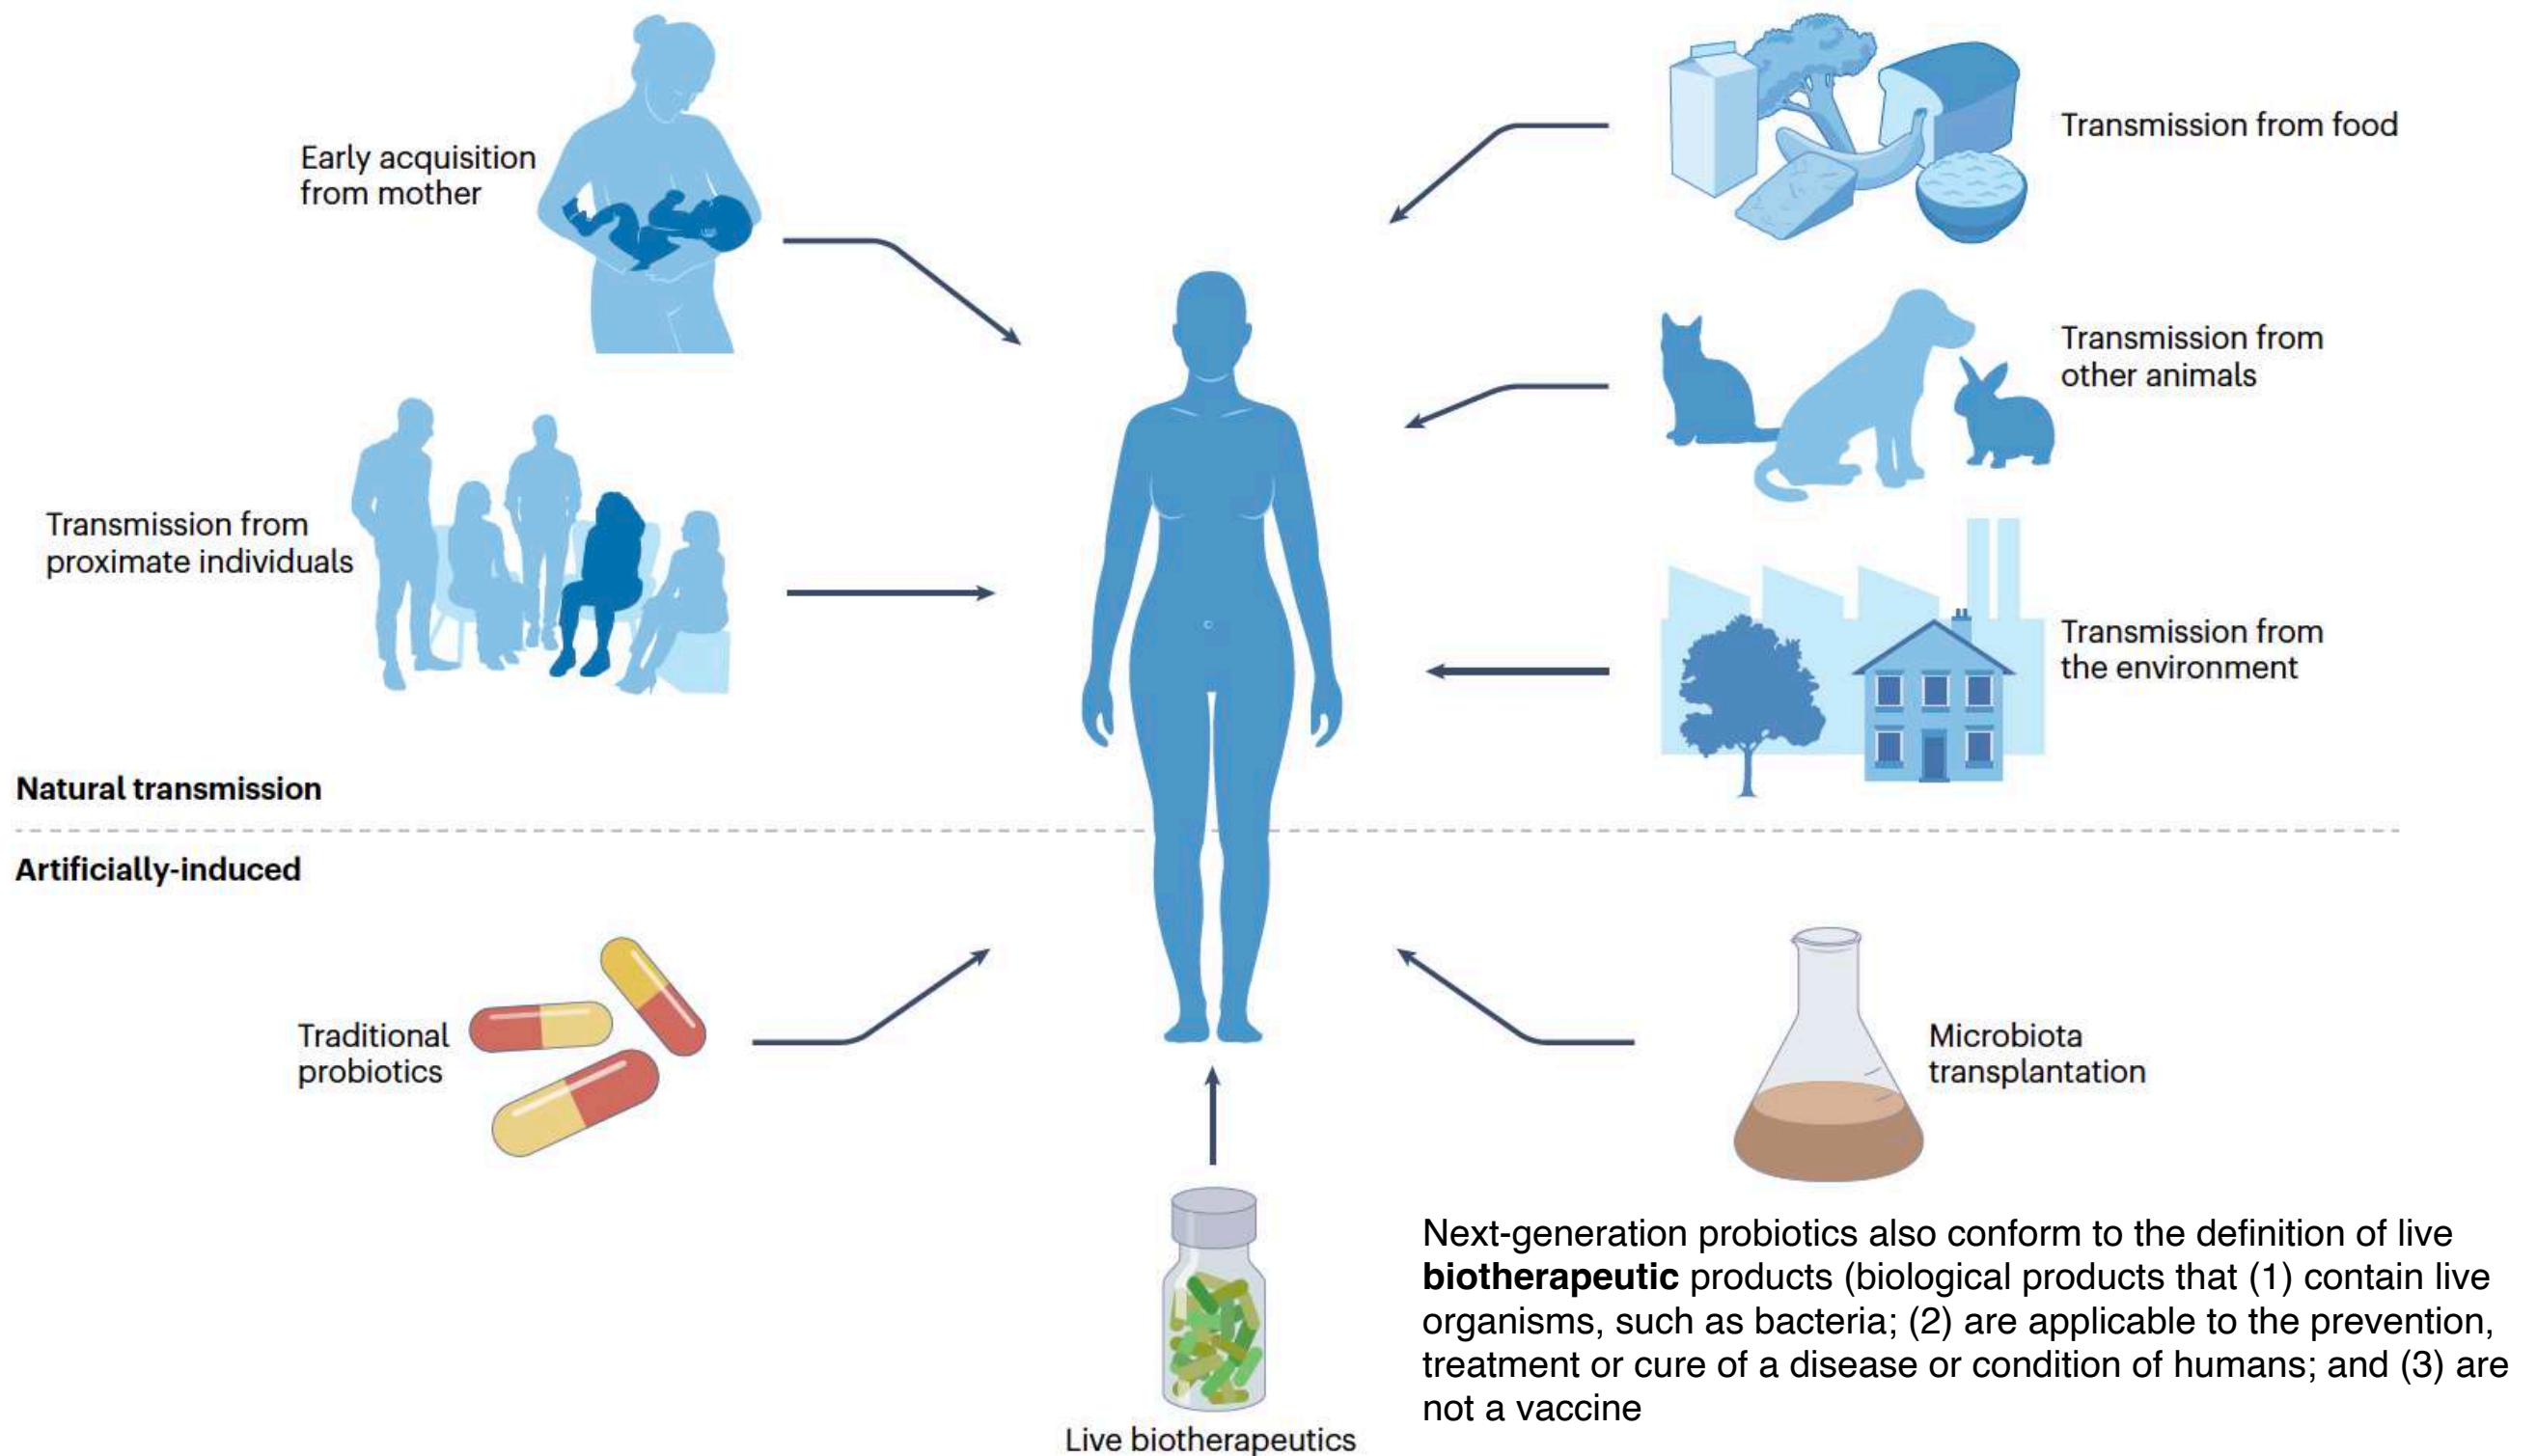 Early acquisition
from mother
Transmission from food
Transmission from
other animals
Transmission from
proximate individuals
Transmission from
the environment
Natural transmission
Artificially-induced
Traditional
probiotics
Microbiota
transplantation
Live biotherapeutics
Next-generation probiotics also conform to the definition of live
biotherapeutic products (biological products that (1) contain live
organisms, such as bacteria; (2) are applicable to the prevention,
treatment or cure of a disease or condition of humans; and (3) are
not a vaccine